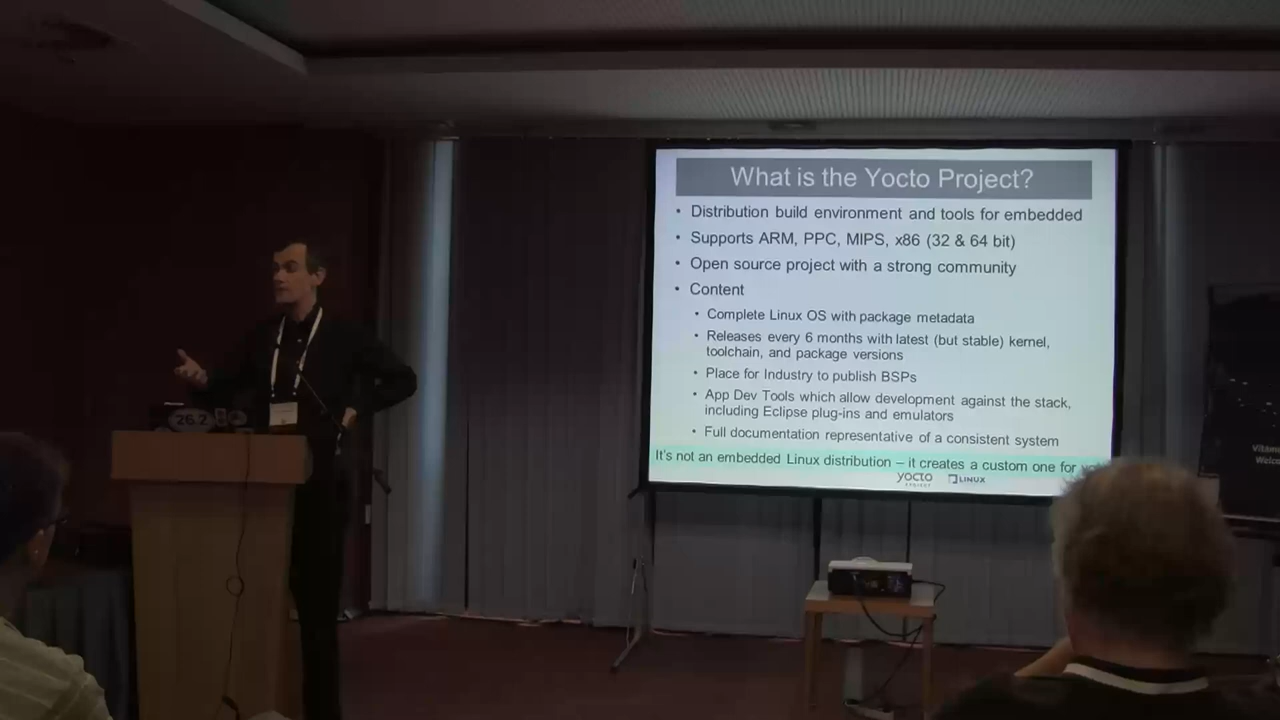 What is the Yocto Project?
• Distribution build environment and tools for embedded
• Supports ARM, PPC, MIPS, x86 (32 & 64 bit)
• Open source project with a strong community
• Content
• Complete Linux OS with package metadata
• Releases every 6 months with latest (but stable) kernel,
toolchain, and package versions
• Place for Industry to publish BSPs
• App Dev Tools which allow development against the stack,
including Eclipse plug-ins and emulators
• Full documentation representative of a consistent system
It's not an embedded Linux distribution – it creates a custom one for
yocto
PROJECT
LINUX
26.2